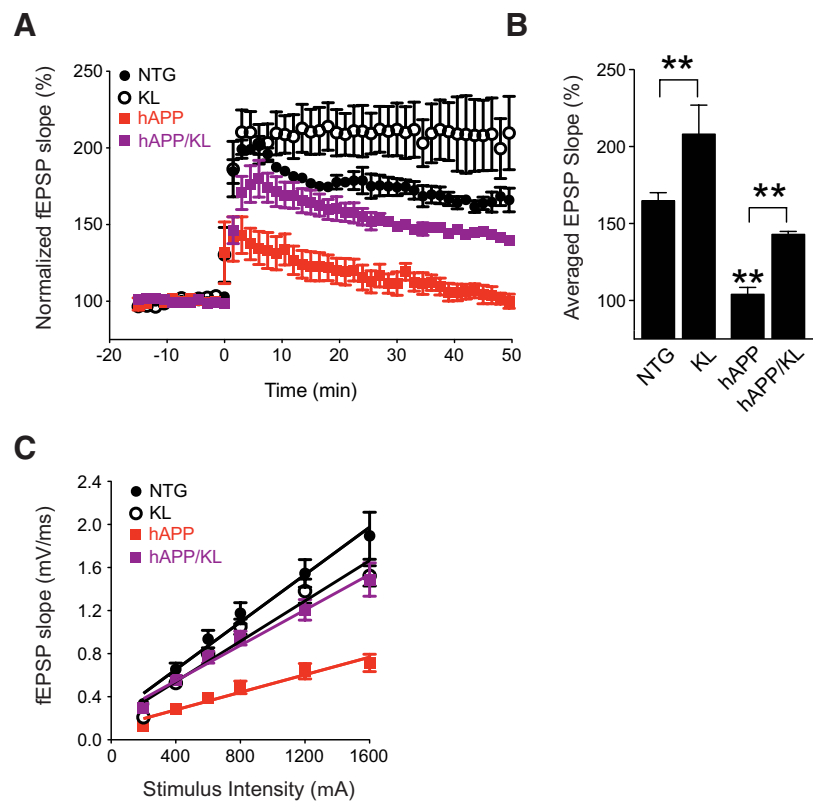 A
Normalized fEPSP slope (%)
250
200
150
100
-20 -10 0 10 20 30 40 50
Time (min)
NTG
KL
hAPP
hAPP/KL
B
Averaged EPSP Slope (%)
250
200
150
100
**
**
**
NTG
KL
hAPP
hAPP/KL
C
fEPSP slope (mV/ms)
2.4
2.0
1.6
1.2
0.8
0.4
0.0
0 400 800 1200 1600
Stimulus Intensity (mA)
NTG
KL
hAPP
hAPP/KL